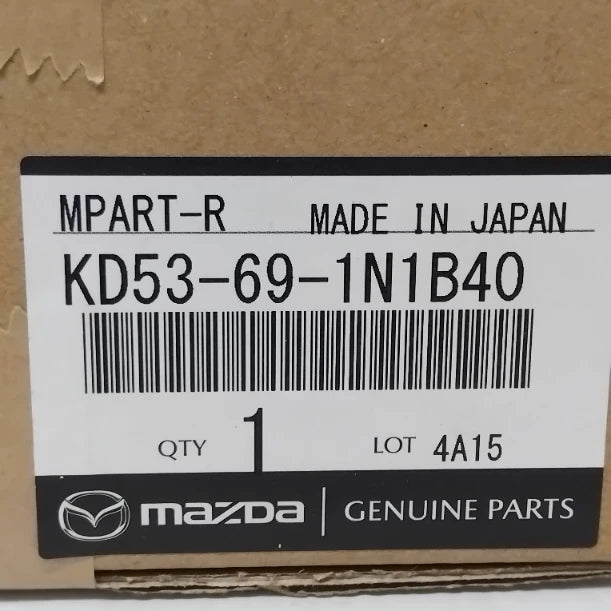 MPART-R MADE IN JAPAN
KD53-69-1N1B40
QTY 1 LOT 4A15
mazda GENUINE PARTS